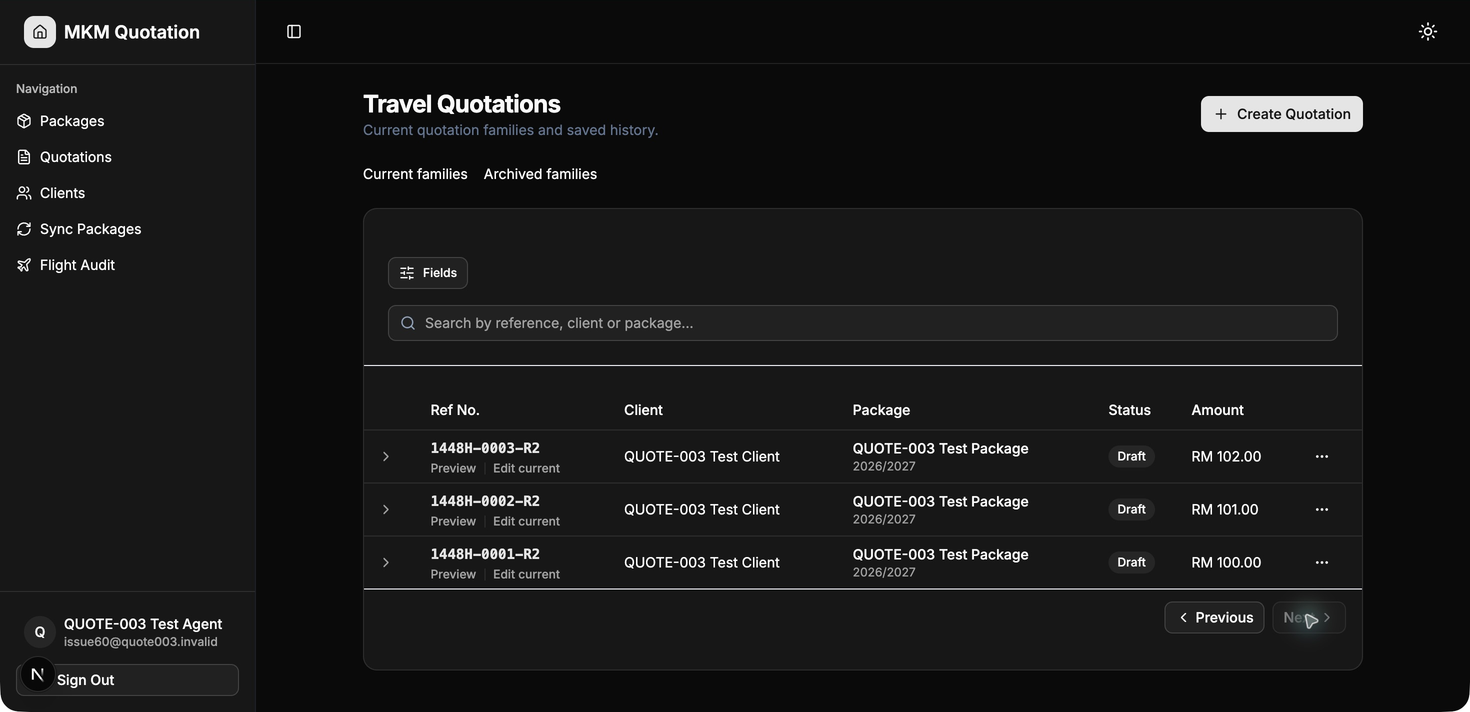 MKM Quotation
Navigation
Packages
Quotations
Clients
Sync Packages
Flight Audit
QUOTE-003 Test Agent
Q
issue60@quote003.invalid
N
Sign Out
Travel Quotations
Current quotation families and saved history.
Create Quotation
Current families Archived families
Fields
Search by reference, client or package...
Ref No. Client Package Status Amount
1448H-0003-R2 QUOTE-003 Test Client QUOTE-003 Test Package Draft RM 102.00
Preview Edit current 2026/2027
1448H-0002-R2 QUOTE-003 Test Client QUOTE-003 Test Package Draft RM 101.00
Preview Edit current 2026/2027
1448H-0001-R2 QUOTE-003 Test Client QUOTE-003 Test Package Draft RM 100.00
Preview Edit current 2026/2027
Previous